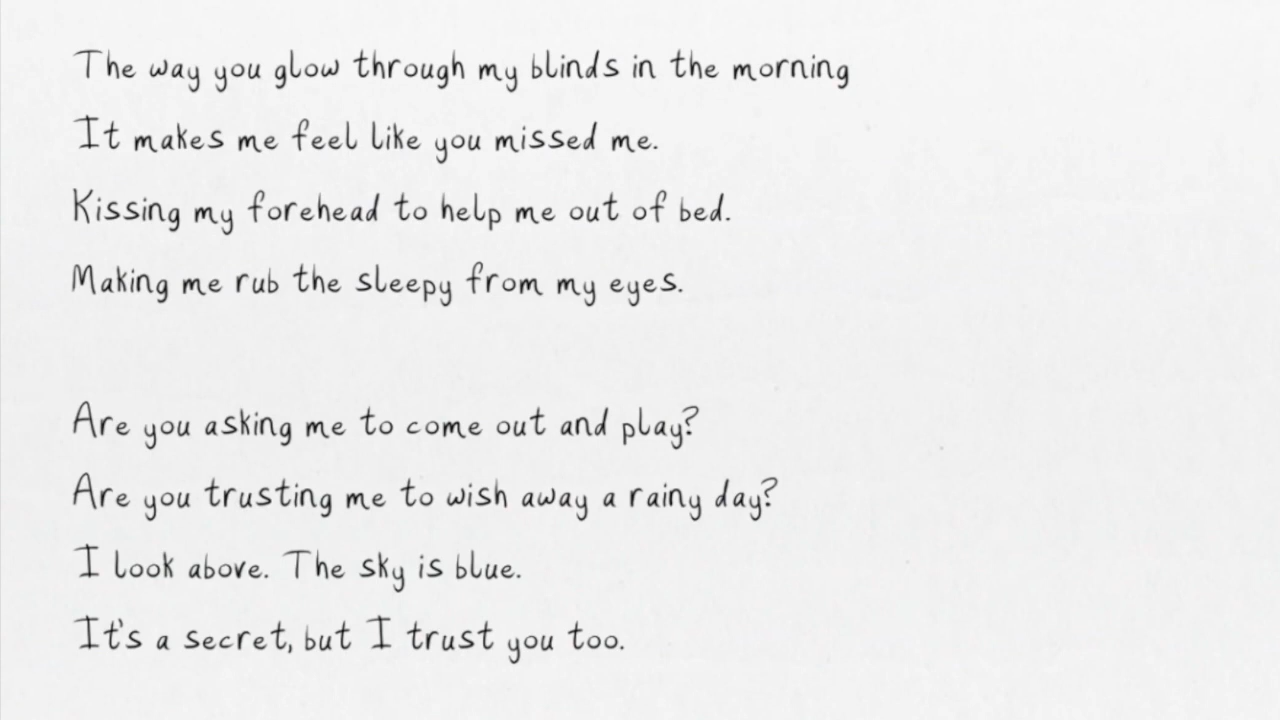 The way you glow through my blinds in the morning
It makes me feel like you missed me.
Kissing my forehead to help me out of bed.
Making me rub the sleepy from my eyes.
Are you asking me to come out and play?
Are you trusting me to wish away a rainy day?
I look above. The sky is blue.
It's a secret, but I trust you too.